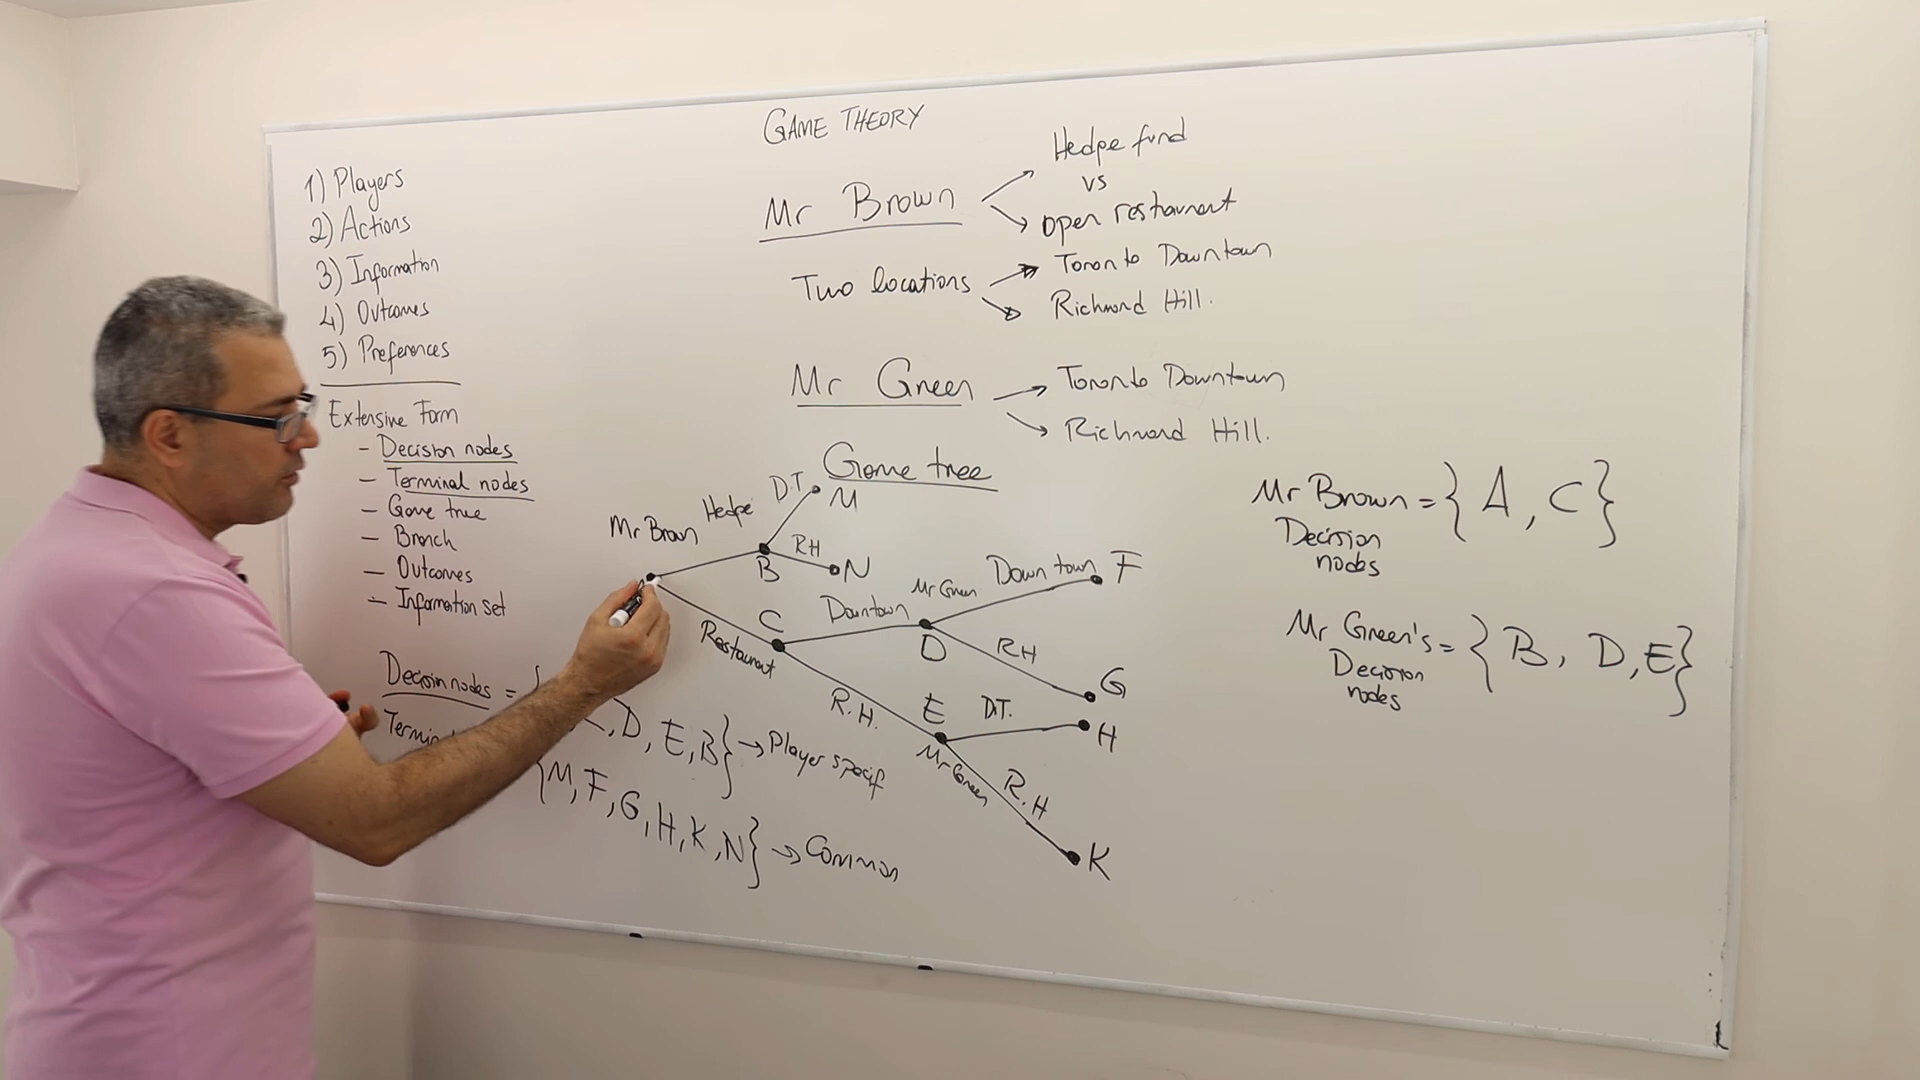 GAME THEORY
1) Players
2) Actions
3) Information
4) Outcomes
5) Preferences
Extensive Form
- Decision nodes
- Terminal nodes
- Game tree
- Branch
- Outcomes
- Information set
Decision nodes = {
, D, E, B} → Player specif
Termin
{M, F, G, H, K, N} → Common
Mr Brown
Hedge fund
vs
open restaurant
Two locations
Toronto Downtown
Richmond Hill.
Mr Green
Toronto Downtown
Richmond Hill.
Game tree
Mr Brown
Hedge
D.T.
M
B
RH
N
Restaurant
C
Downtown
Mr Green
D
Down town
F
RH
G
R.H.
E
Mr Green
D.T.
H
R.H
K
Mr Brown = { A, C}
Decision
nodes
Mr Green's = { B, D, E}
Decision
nodes